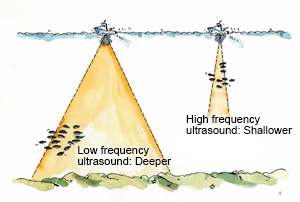 High frequency
ultrasound: Shallower
Low frequency
ultrasound: Deeper